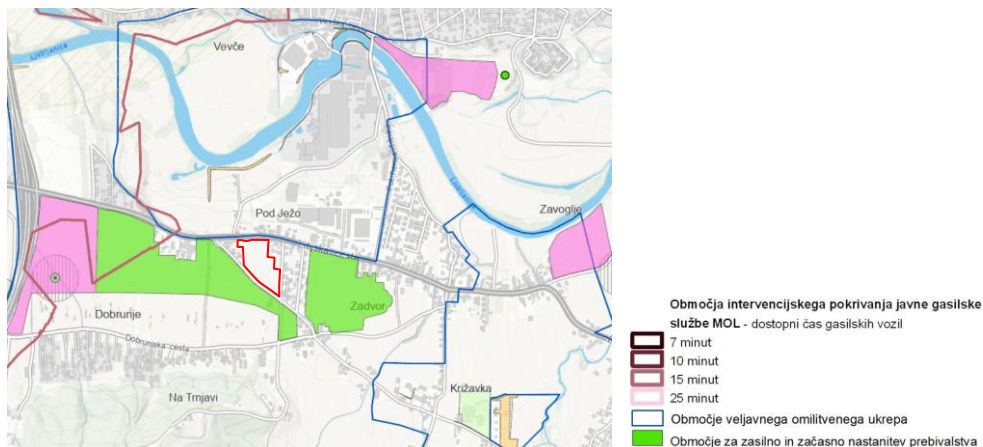 Vevče
Ljubljanica
Pod Ježo
Zavoglje
Zadvor
Dobrunje
Dobrunjska cesta
Na Trnjavi
Križavka
Območja intervencijskega pokrivanja javne gasilske
službe MOL - dostopni čas gasilskih vozil
7 minut
10 minut
15 minut
25 minut
Območje veljavnega omilitvenega ukrepa
Območje za zasilno in začasno nastanitev prebivalstva